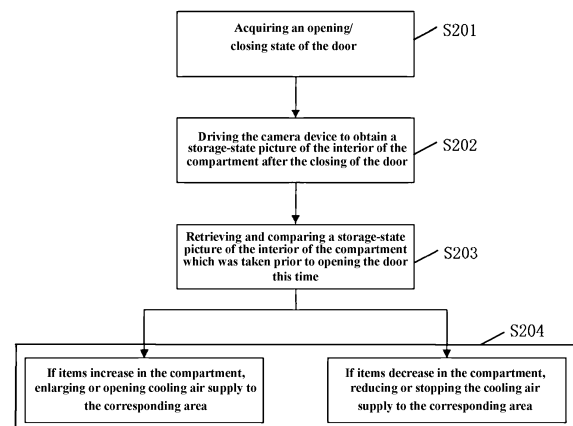 Acquiring an opening/
closing state of the door
S201
Driving the camera device to obtain a
storage-state picture of the interior of the
compartment after the closing of the door
S202
Retrieving and comparing a storage-state
picture of the interior of the compartment
which was taken prior to opening the door
this time
S203
S204
If items increase in the compartment,
enlarging or opening cooling air supply to
the corresponding area
If items decrease in the compartment,
reducing or stopping the cooling air
supply to the corresponding area